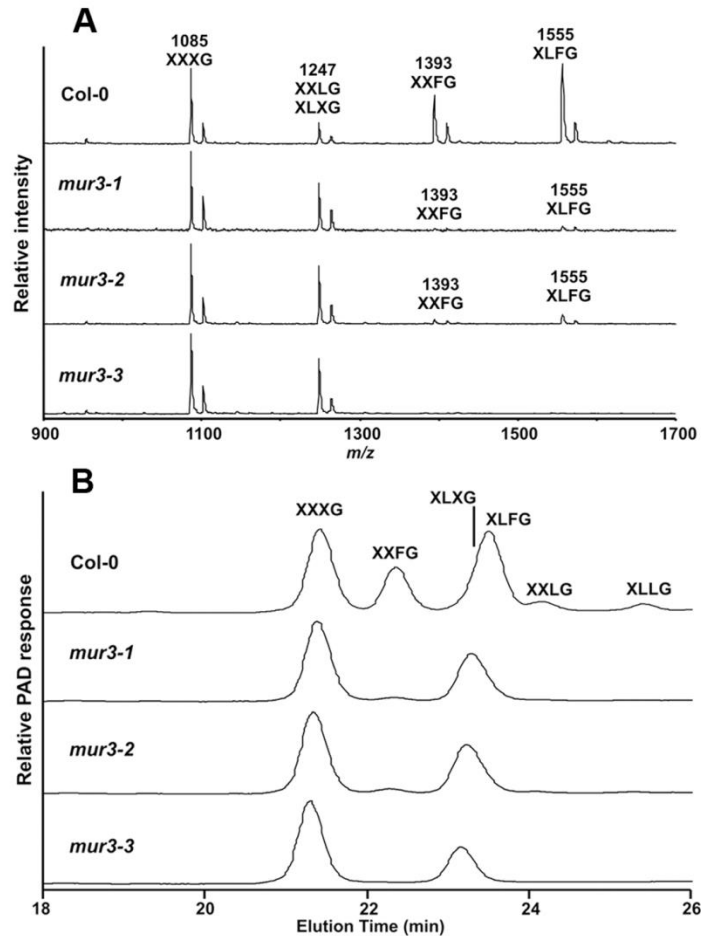 A
1085
XXXG
1247
XXLG
XLXG
1393
XXFG
1555
XLFG
Col-0
mur3-1
1393
XXFG
1555
XLFG
mur3-2
1393
XXFG
1555
XLFG
mur3-3
Relative intensity
900
1100
1300
1500
1700
m/z
B
XXXG
XXFG
XLXG
XLFG
XXLG
XLLG
Col-0
mur3-1
mur3-2
mur3-3
Relative PAD response
18
20
22
24
26
Elution Time (min)